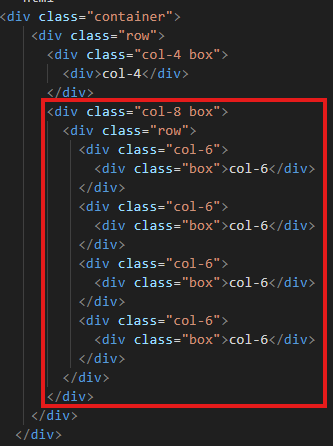 <div class="container">
<div class="row">
<div class="col-4 box">
<div>col-4</div>
</div>
<div class="col-8 box">
<div class="row">
<div class="col-6">
<div class="box">col-6</div>
</div>
<div class="col-6">
<div class="box">col-6</div>
</div>
<div class="col-6">
<div class="box">col-6</div>
</div>
<div class="col-6">
<div class="box">col-6</div>
</div>
</div>
</div>
</div>
</div>